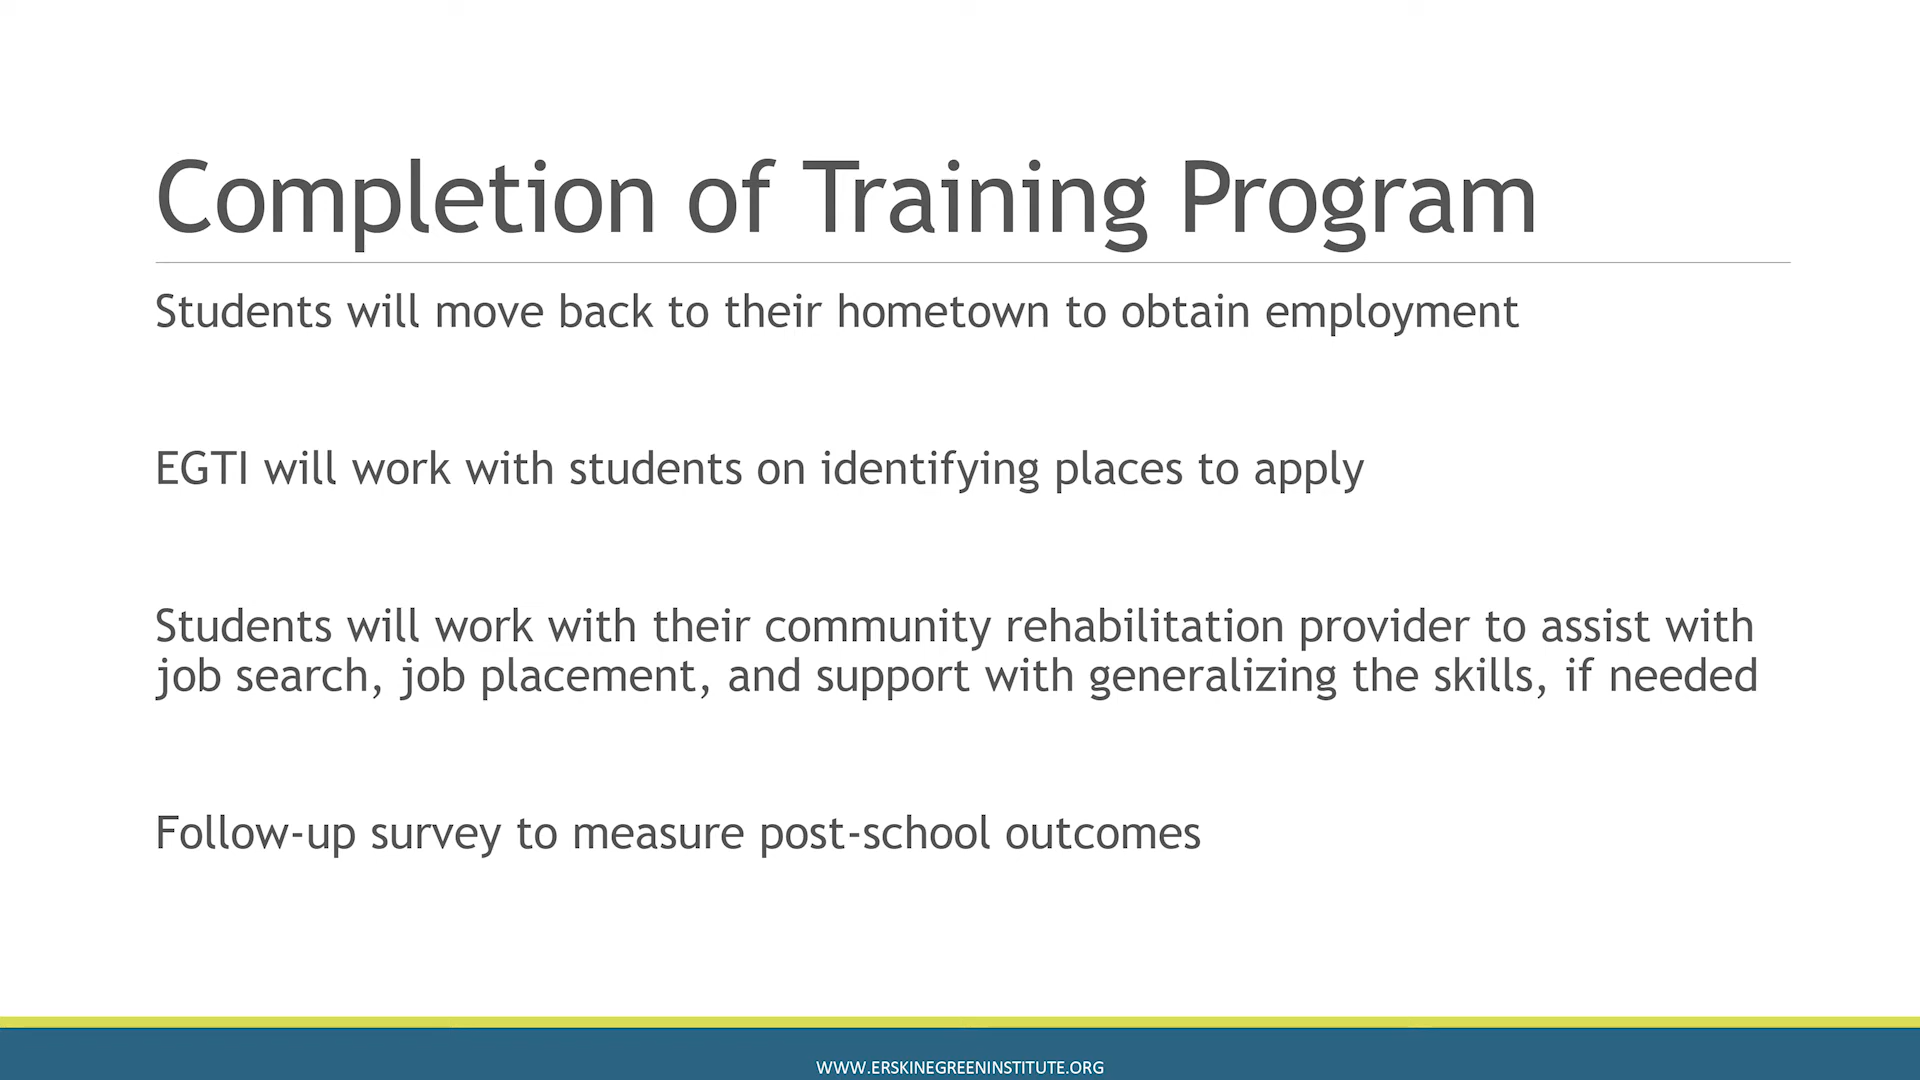 Completion of Training Program
Students will move back to their hometown to obtain employment
EGTI will work with students on identifying places to apply
Students will work with their community rehabilitation provider to assist with
job search, job placement, and support with generalizing the skills, if needed
Follow-up survey to measure post-school outcomes
WWW.ERSKINEGREENINSTITUTE.ORG